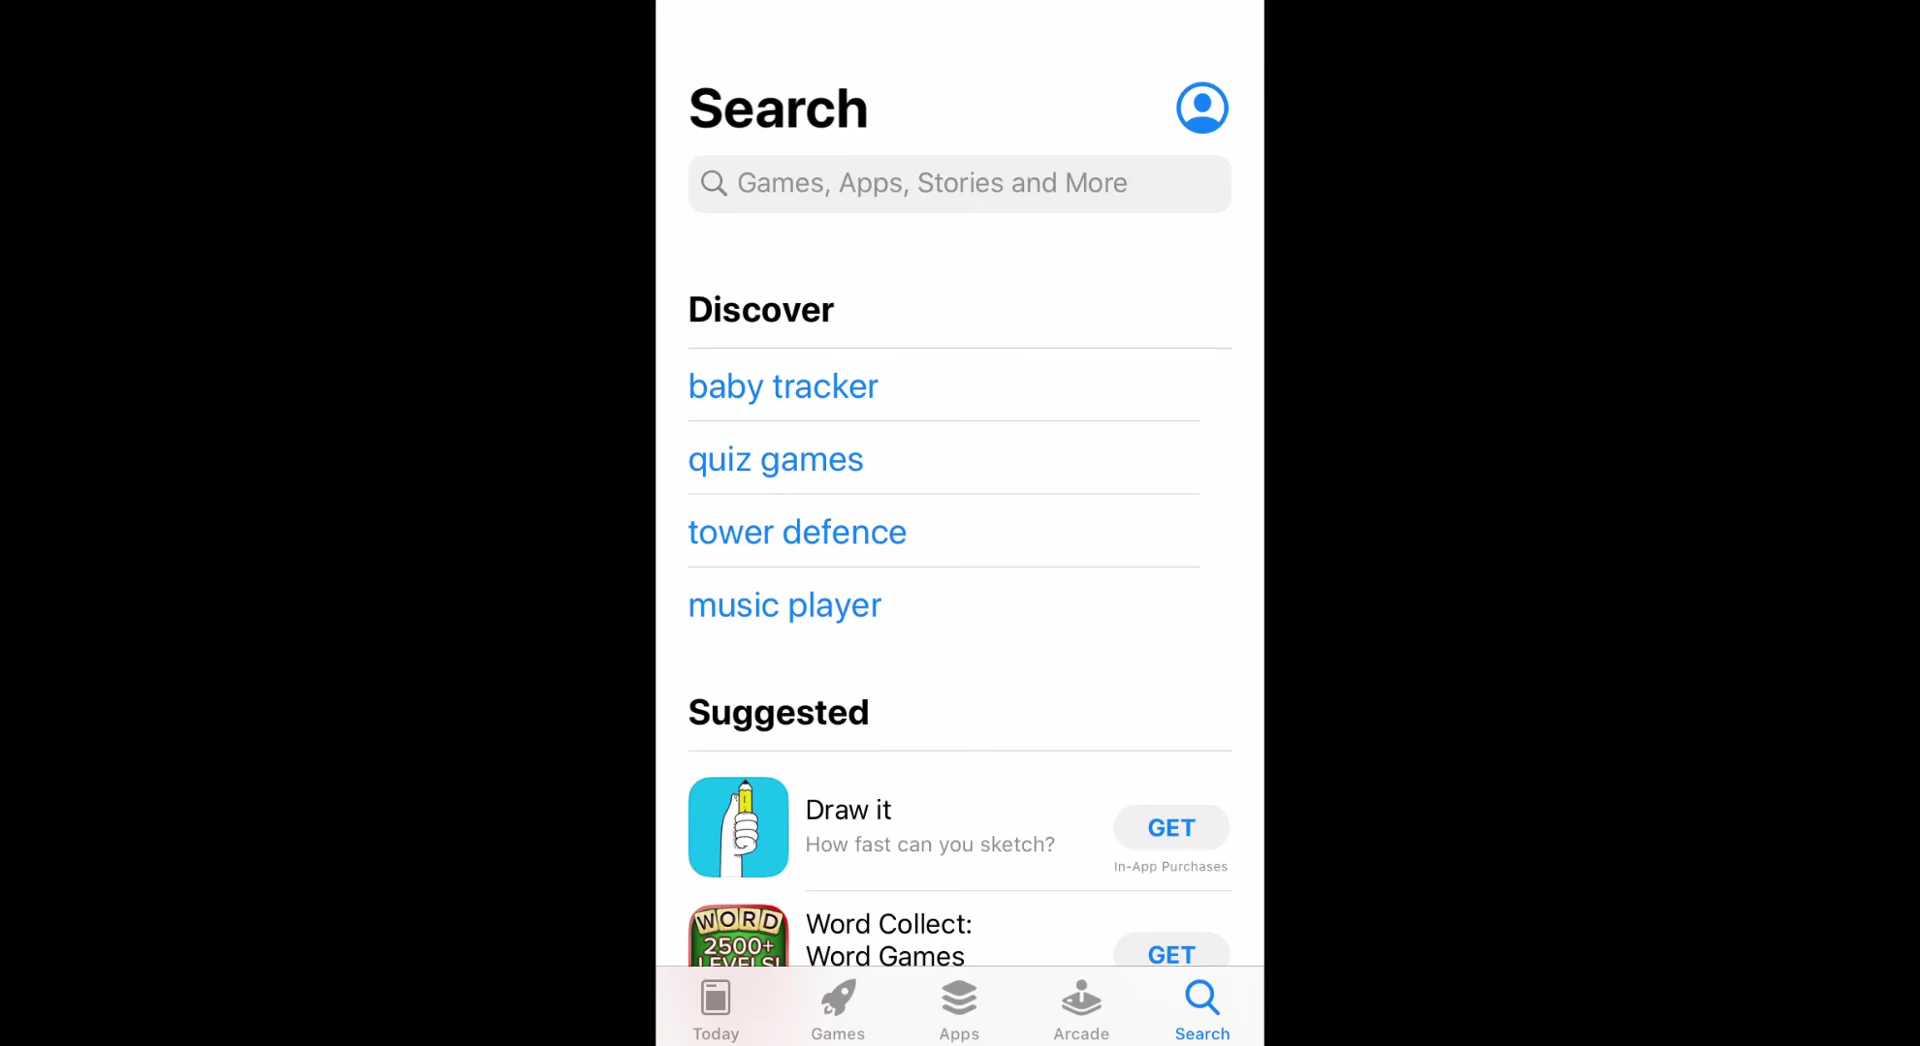 Search
Games, Apps, Stories and More
Discover
baby tracker
quiz games
tower defence
music player
Suggested
Draw it
How fast can you sketch?
GET
In-App Purchases
WORD
2500+
LEVELS!
Word Collect:
Word Games
GET
Today
Games
Apps
Arcade
Search